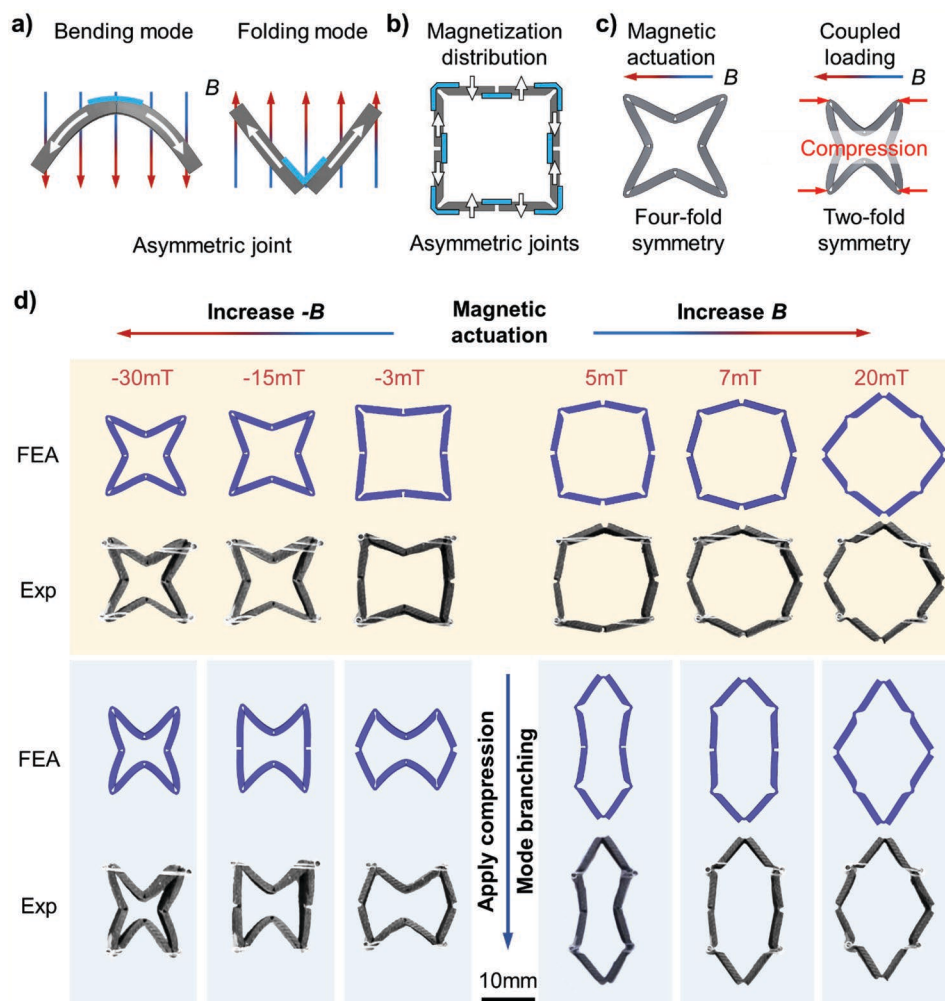 a)
Bending mode
Folding mode
B
Asymmetric joint
b)
Magnetization
distribution
Asymmetric joints
c)
Magnetic
actuation
B
Four-fold
symmetry
Coupled
loading
B
Compression
Two-fold
symmetry
d)
Increase -B
Magnetic
actuation
Increase B
-30mT
-15mT
-3mT
5mT
7mT
20mT
FEA
Exp
FEA
Exp
Apply compression
Mode branching
10mm